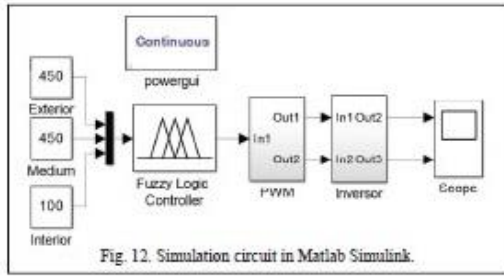 Continuous
powergui
450
Exterior
450
Medium
100
Interior
Fuzzy Logic
Controller
In1
Out1
Out2
PWM
In1 Out2
In2 Out3
Inversor
Scope
Fig. 12. Simulation circuit in Matlab Simulink.